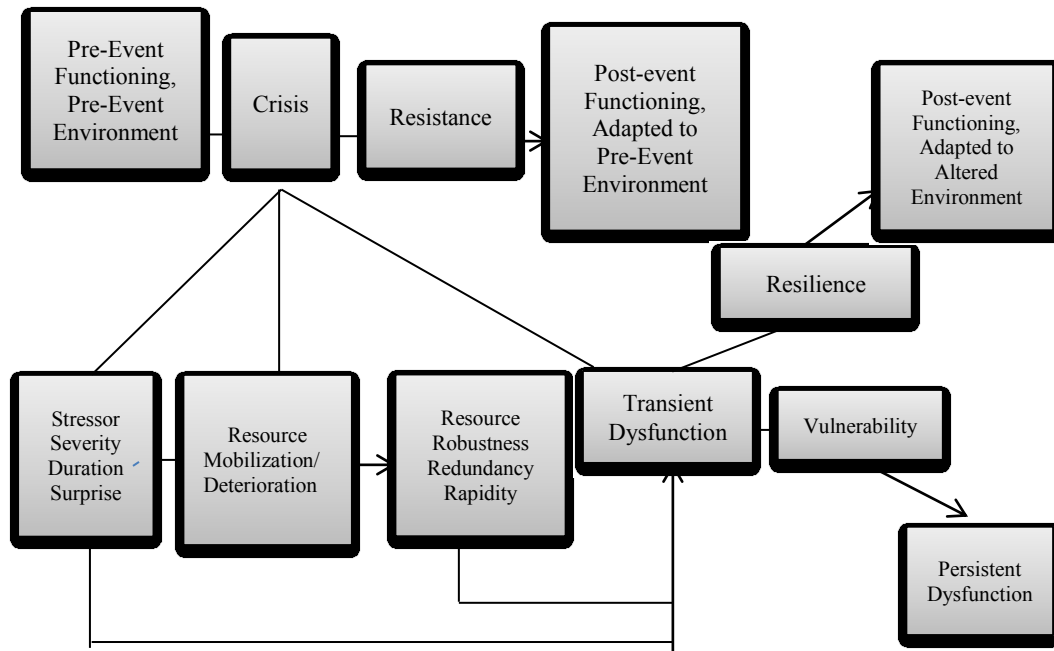 Pre-Event
Functioning,
Pre-Event
Environment
Crisis
Resistance
Post-event
Functioning,
Adapted to
Pre-Event
Environment
Post-event
Functioning,
Adapted to
Altered
Environment
Resilience
Stressor
Severity
Duration
Surprise
Resource
Mobilization/
Deterioration
Resource
Robustness
Redundancy
Rapidity
Transient
Dysfunction
Vulnerability
Persistent
Dysfunction